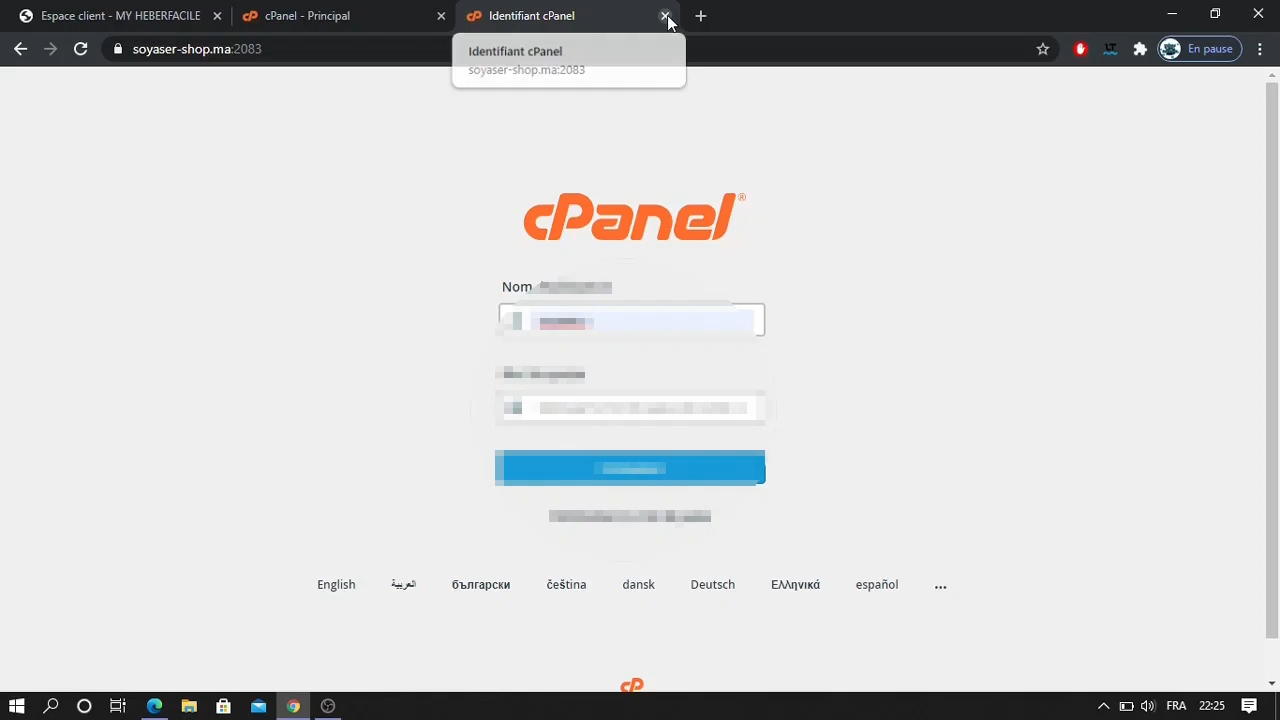 Espace client - MY HEBERFACILE
cPanel - Principal
Identifiant cPanel
soyaser-shop.ma:2083
En pause
Identifiant cPanel
soyaser-shop.ma:2083
cPanel®
Nom
English
العربية
български
čeština
dansk
Deutsch
Ελληνικά
español
...
cP
FRA
22:25